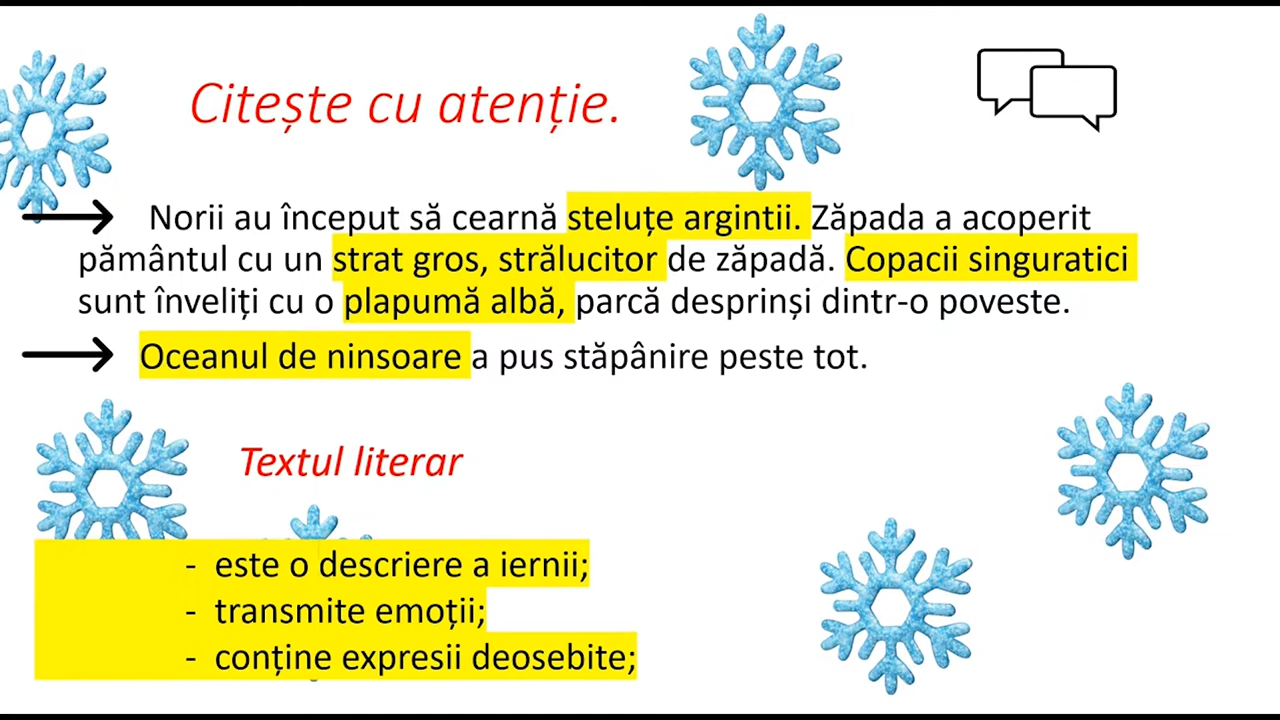 Citește cu atenție.
Norii au început să cearnă steluțe argintii. Zăpada a acoperit
pământul cu un strat gros, strălucitor de zăpadă. Copacii singuratici
sunt înveliți cu o plapumă albă, parcă desprinși dintr-o poveste.
Oceanul de ninsoare a pus stăpânire peste tot.
Textul literar
- este o descriere a iernii;
- transmite emoții;
- conține expresii deosebite;